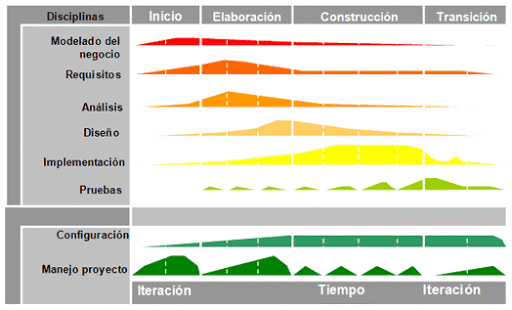 Disciplinas Inicio Elaboración Construcción Transición
Modelado del
negocio
Requisitos
Análisis
Diseño
Implementación
Pruebas
Configuración
Manejo proyecto
Iteración Tiempo Iteración